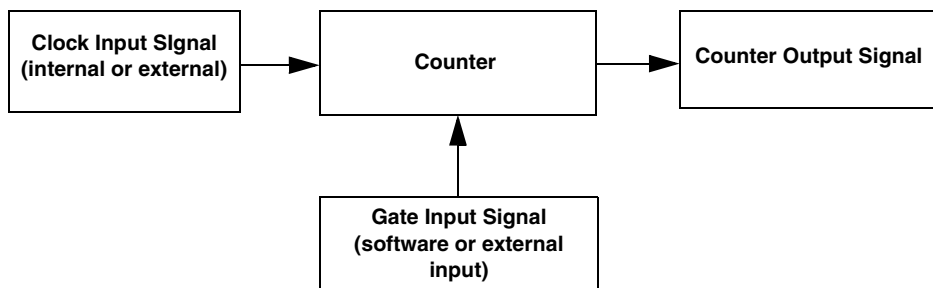 Clock Input SIgnal
(internal or external)
Counter
Counter Output Signal
Gate Input Signal
(software or external
input)